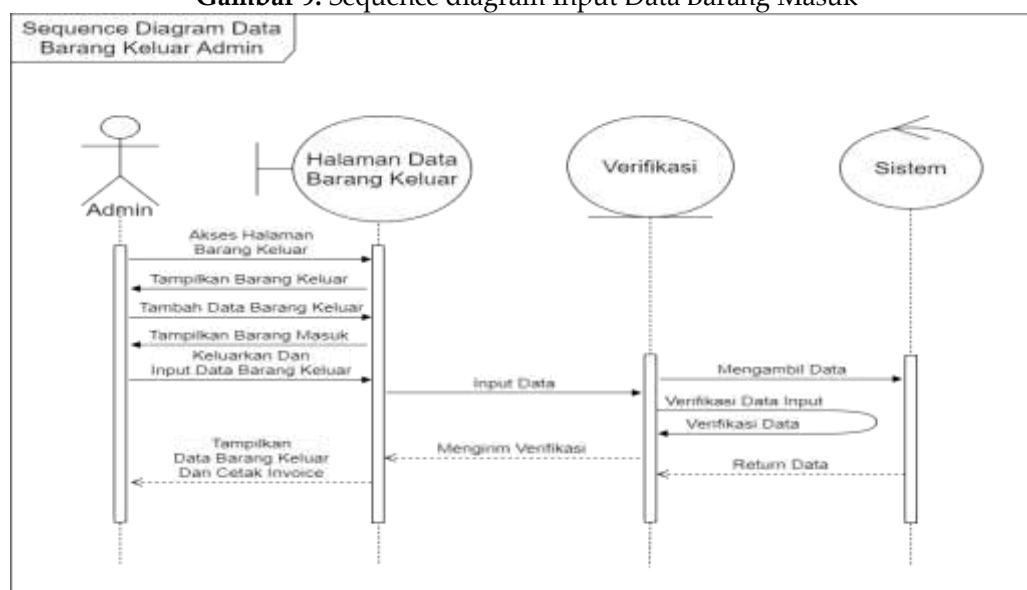 Gambar 9. Sequence diagram Input Data Barang Masuk
Sequence Diagram Data
Barang Keluar Admin
Halaman Data
Barang Keluar
Verifikasi
Sistem
Admin
Akses Halaman
Barang Keluar
Tampilkan Barang Keluar
Tambah Data Barang Keluar
Tampilkan Barang Masuk
Keluarkan Dan
Input Data Barang Keluar
Input Data
Mengambil Data
Verifikasi Data Input
Verifikasi Data
Mengirim Verifikasi
Return Data
Tampilkan
Data Barang Keluar
Dan Cetak Invoice